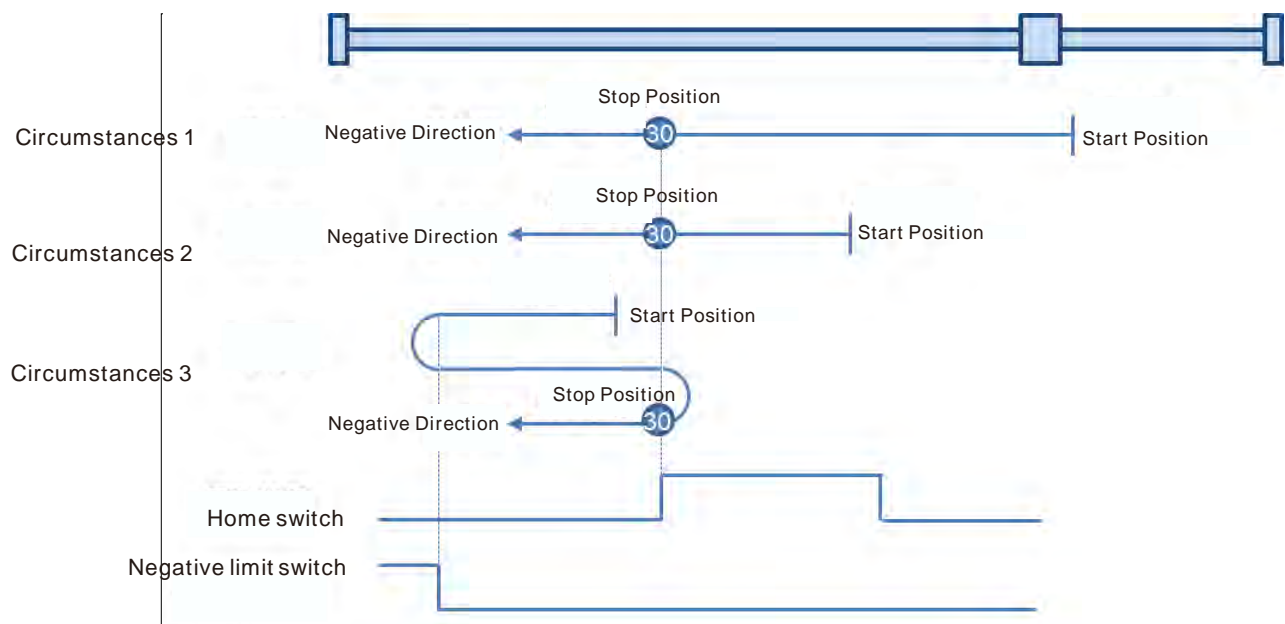 Stop Position
Circumstances 1
Negative Direction
30
Start Position
Stop Position
Circumstances 2
Negative Direction
30
Start Position
Start Position
Circumstances 3
Stop Position
Negative Direction
30
Home switch
Negative limit switch